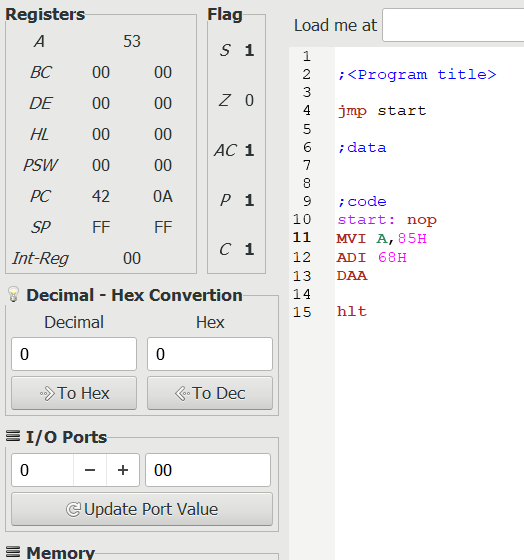 Registers
A 53
BC 00 00
DE 00 00
HL 00 00
PSW 00 00
PC 42 0A
SP FF FF
Int-Reg 00
Flag
S 1
Z 0
AC 1
P 1
C 1
Decimal - Hex Convertion
Decimal Hex
0 0
To Hex To Dec
I/O Ports
0 − + 00
Update Port Value
Memory
Load me at
1
2 ;<Program title>
3
4 jmp start
5
6 ;data
7
8
9 ;code
10 start: nop
11 MVI A,85H
12 ADI 68H
13 DAA
14
15 hlt